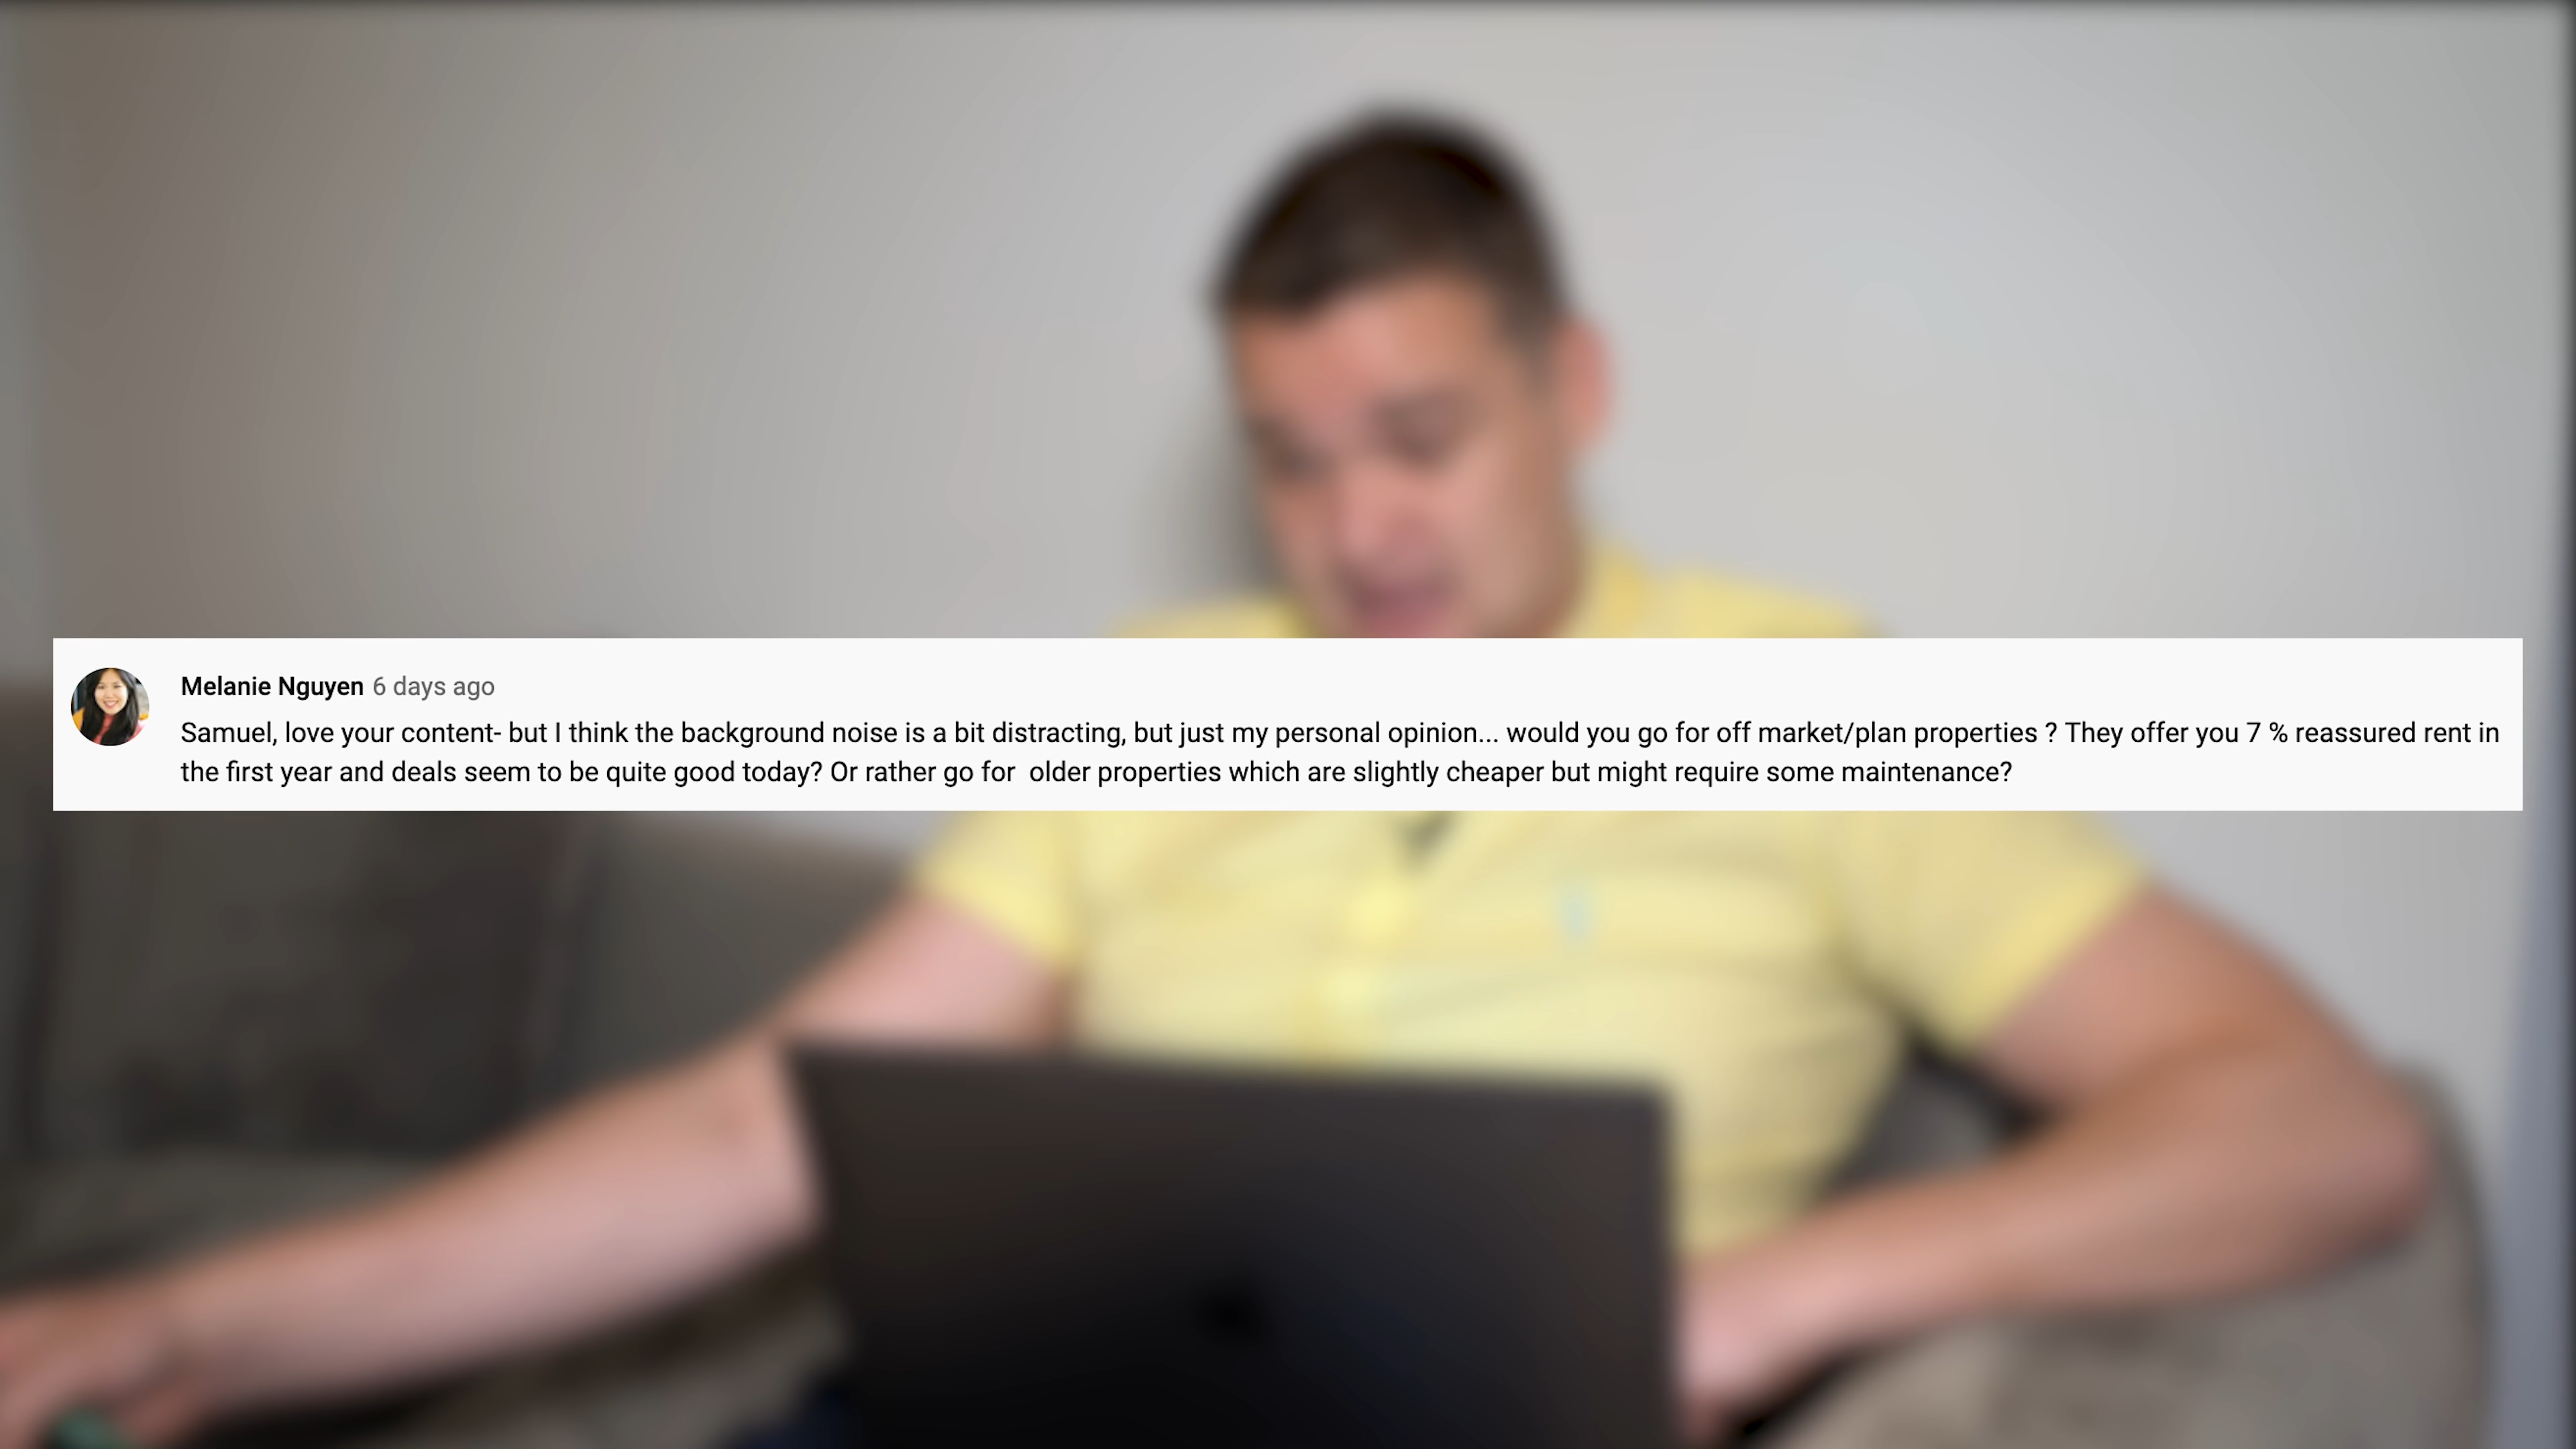 Melanie Nguyen 6 days ago
Samuel, love your content- but I think the background noise is a bit distracting, but just my personal opinion... would you go for off market/plan properties ? They offer you 7 % reassured rent in
the first year and deals seem to be quite good today? Or rather go for  older properties which are slightly cheaper but might require some maintenance?